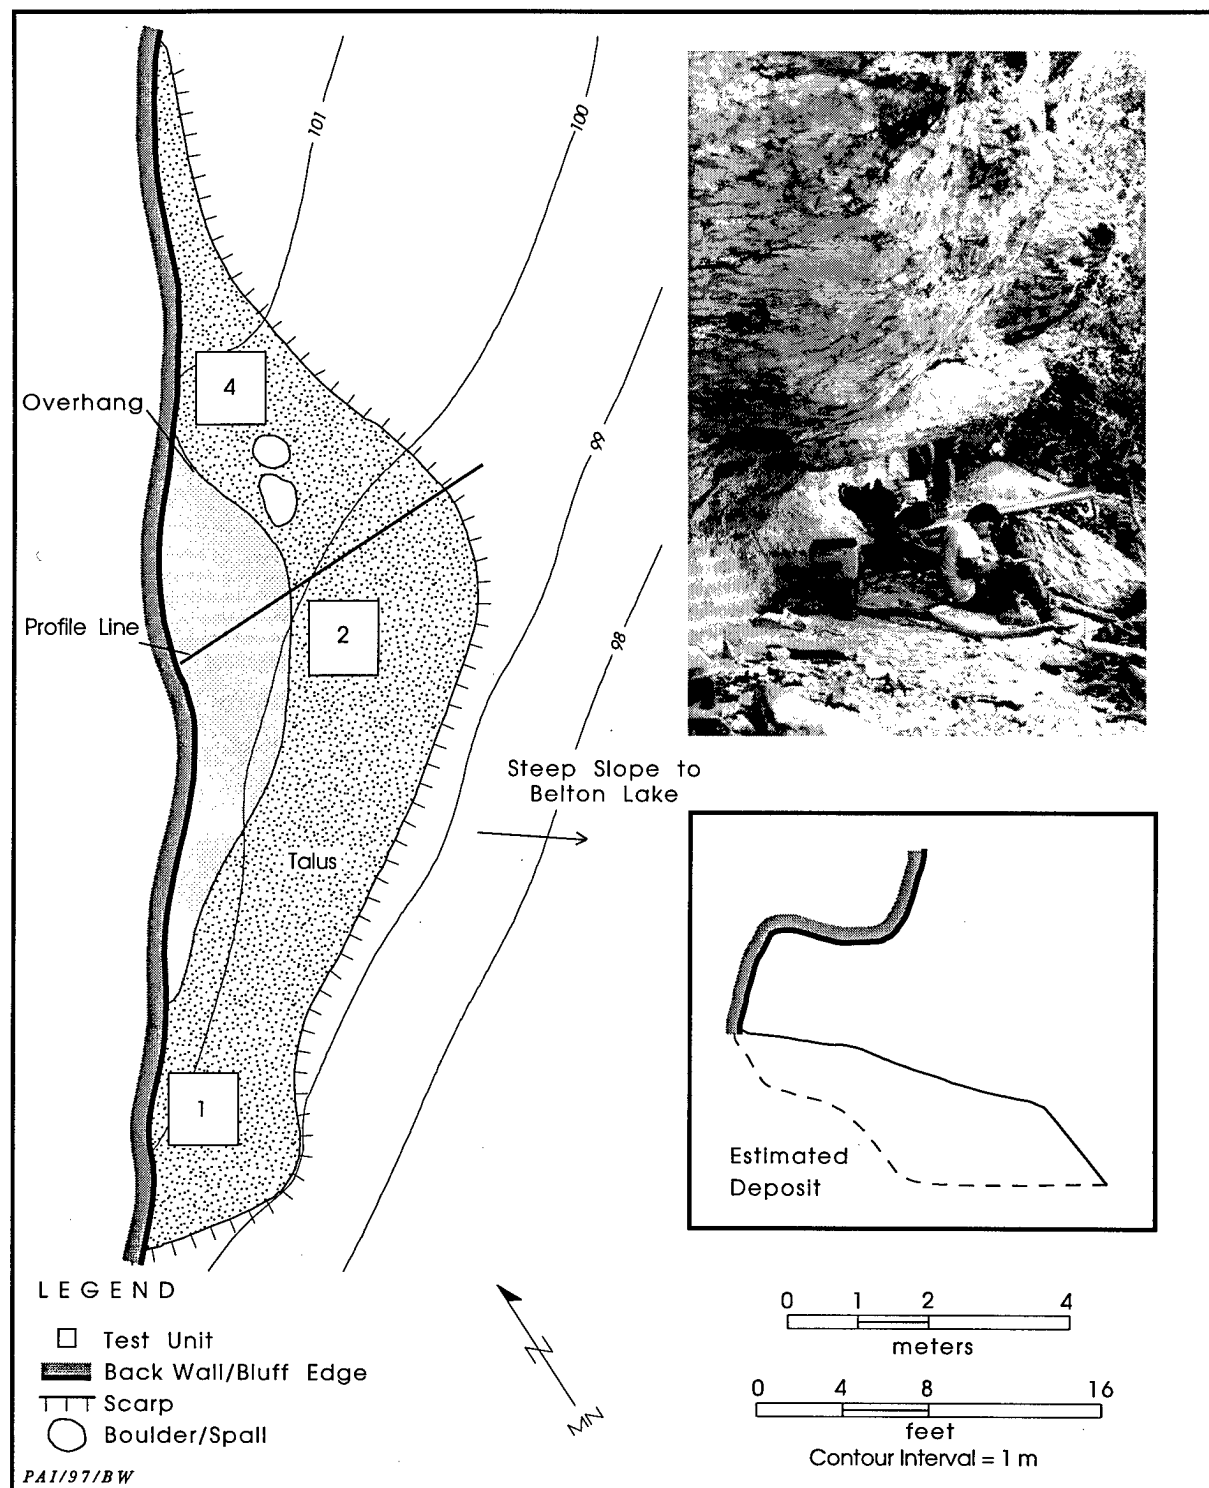 101
100
4
Overhang
99
Profile Line
2
98
Steep Slope to
Belton Lake
Talus
1
Estimated
Deposit
LEGEND
Test Unit
Back Wall/Bluff Edge
Scarp
Boulder/Spall
PAI/97/BW
N
MN
0 1 2 4
meters
0 4 8 16
feet
Contour Interval = 1 m